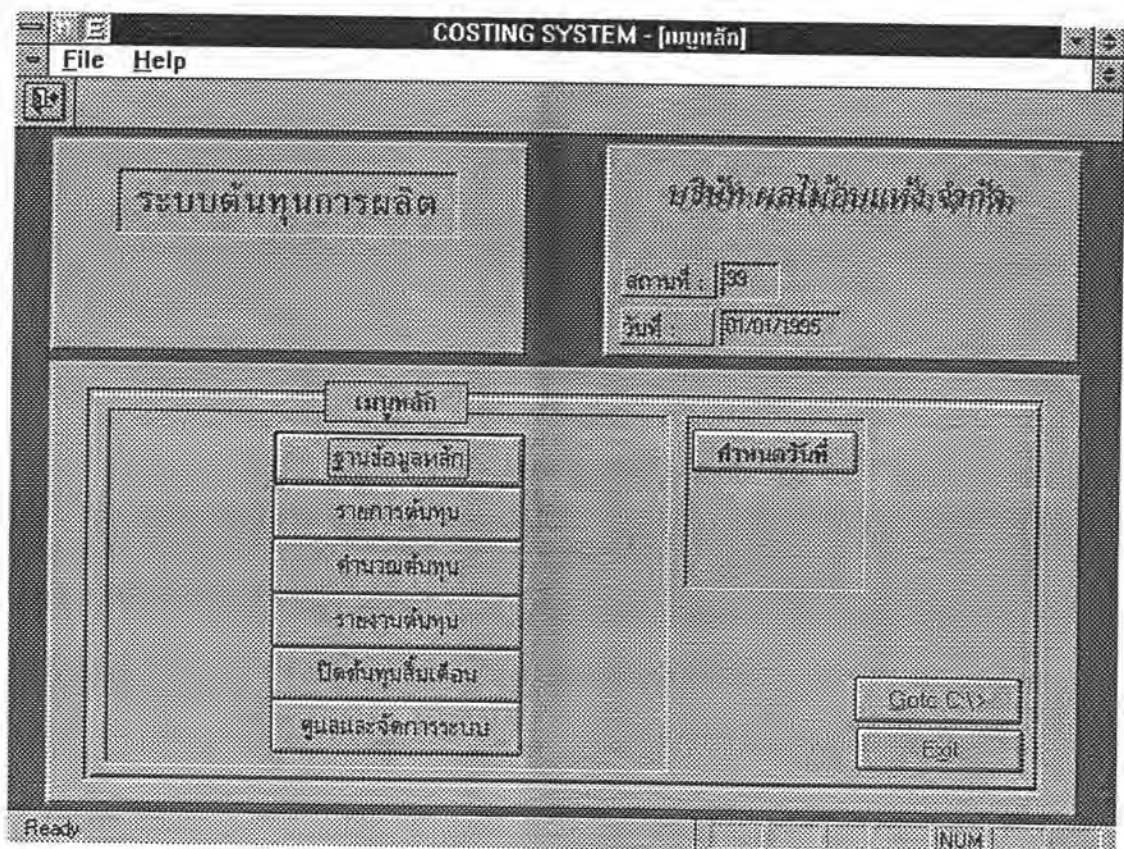 COSTING SYSTEM - [เมนูหลัก]
File Help
ระบบต้นทุนการผลิต
บริษัท ผลไม้อบแห้ง จำกัด
สถานที่ : 99
วันที่ : 01/01/1995
เมนูหลัก
ฐานข้อมูลหลัก
กำหนดวันที่
รายการต้นทุน
คำนวณต้นทุน
รายงานต้นทุน
ปิดต้นทุนสิ้นเดือน
ดูแลและจัดการระบบ
Goto C:\>
Exit
Ready
NUM